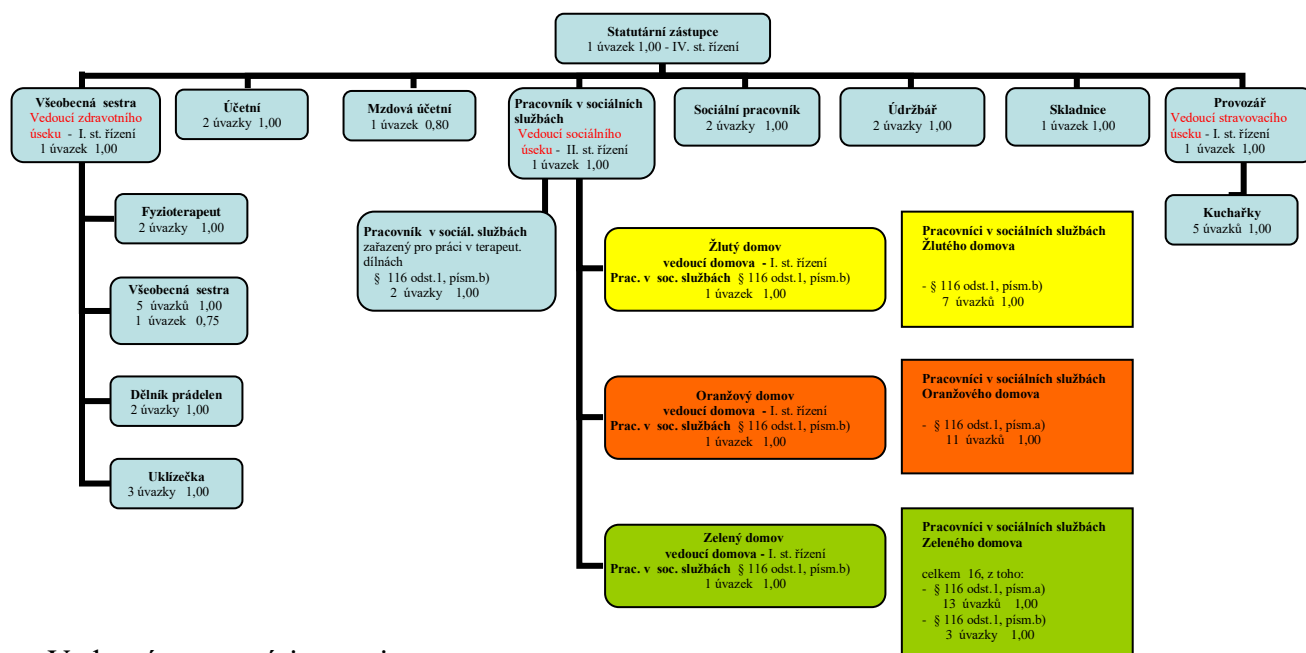 Statutární zástupce
1 úvazek 1,00 - IV. st. řízení
Všeobecná sestra
Vedoucí zdravotního
úseku - I. st. řízení
1 úvazek 1,00
Účetní
2 úvazky 1,00
Mzdová účetní
1 úvazek 0,80
Pracovník v sociálních
službách
Vedoucí sociálního
úseku - II. st. řízení
1 úvazek 1,00
Sociální pracovník
2 úvazky 1,00
Údržbář
2 úvazky 1,00
Skladnice
1 úvazek 1,00
Provozář
Vedoucí stravovacího
úseku - I. st. řízení
1 úvazek 1,00
Fyzioterapeut
2 úvazky 1,00
Všeobecná sestra
5 úvazků 1,00
1 úvazek 0,75
Dělník prádelen
2 úvazky 1,00
Uklízečka
3 úvazky 1,00
Pracovník v sociál. službách
zařazený pro práci v terapeut.
dílnách
§ 116 odst.1, písm.b)
2 úvazky 1,00
Kuchařky
5 úvazků 1,00
Žlutý domov
vedoucí domova - I. st. řízení
Prac. v soc. službách § 116 odst.1, písm.b)
1 úvazek 1,00
Pracovníci v sociálních službách
Žlutého domova
- § 116 odst.1, písm.b)
7 úvazků 1,00
Oranžový domov
vedoucí domova - I. st. řízení
Prac. v soc. službách § 116 odst.1, písm.b)
1 úvazek 1,00
Pracovníci v sociálních službách
Oranžového domova
- § 116 odst.1, písm.a)
11 úvazků 1,00
Zelený domov
vedoucí domova - I. st. řízení
Prac. v soc. službách § 116 odst.1, písm.b)
1 úvazek 1,00
Pracovníci v sociálních službách
Zeleného domova
celkem 16, z toho:
- § 116 odst.1, písm.a)
13 úvazků 1,00
- § 116 odst.1, písm.b)
3 úvazky 1,00